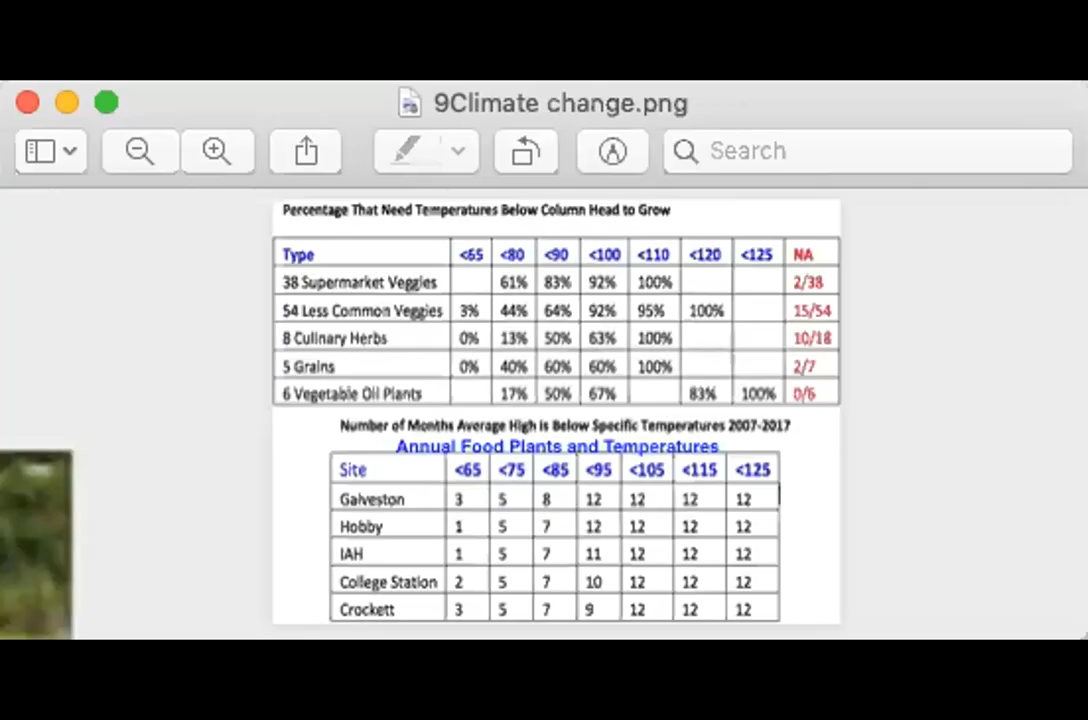 9Climate change.png
Search
Percentage That Need Temperatures Below Column Head to Grow
Type <65 <80 <90 <100 <110 <120 <125 NA
38 Supermarket Veggies 61% 83% 92% 100% 2/38
54 Less Common Veggies 3% 44% 64% 92% 95% 100% 15/54
8 Culinary Herbs 0% 13% 50% 63% 100% 10/18
5 Grains 0% 40% 60% 60% 100% 2/7
6 Vegetable Oil Plants 17% 50% 67% 83% 100% 0/6
Number of Months Average High is Below Specific Temperatures 2007-2017
Annual Food Plants and Temperatures
Site <65 <75 <85 <95 <105 <115 <125
Galveston 3 5 8 12 12 12 12
Hobby 1 5 7 12 12 12 12
IAH 1 5 7 11 12 12 12
College Station 2 5 7 10 12 12 12
Crockett 3 5 7 9 12 12 12